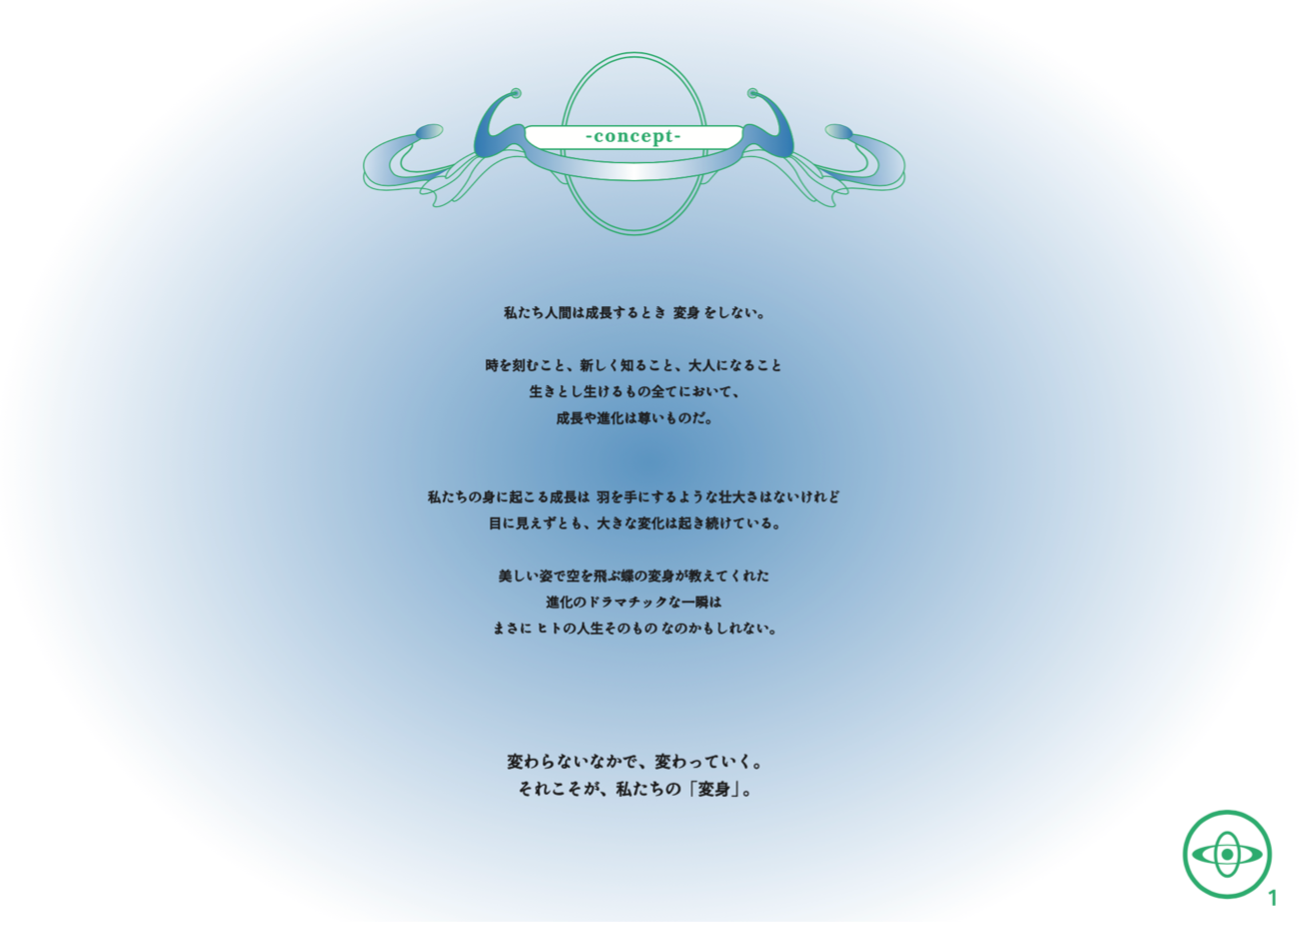 -concept-
私たち人間は成長するとき 変身 をしない。
時を刻むこと、新しく知ること、大人になること
生きとし生けるもの全てにおいて、
成長や進化は尊いものだ。
私たちの身に起こる成長は 羽を手にするような壮大さはないけれど
目に見えずとも、大きな変化は起き続けている。
美しい姿で空を飛ぶ蝶の変身が教えてくれた
進化のドラマチックな一瞬は
まさに ヒトの人生そのもの なのかもしれない。
変わらないなかで、変わっていく。
それこそが、私たちの「変身」。
1